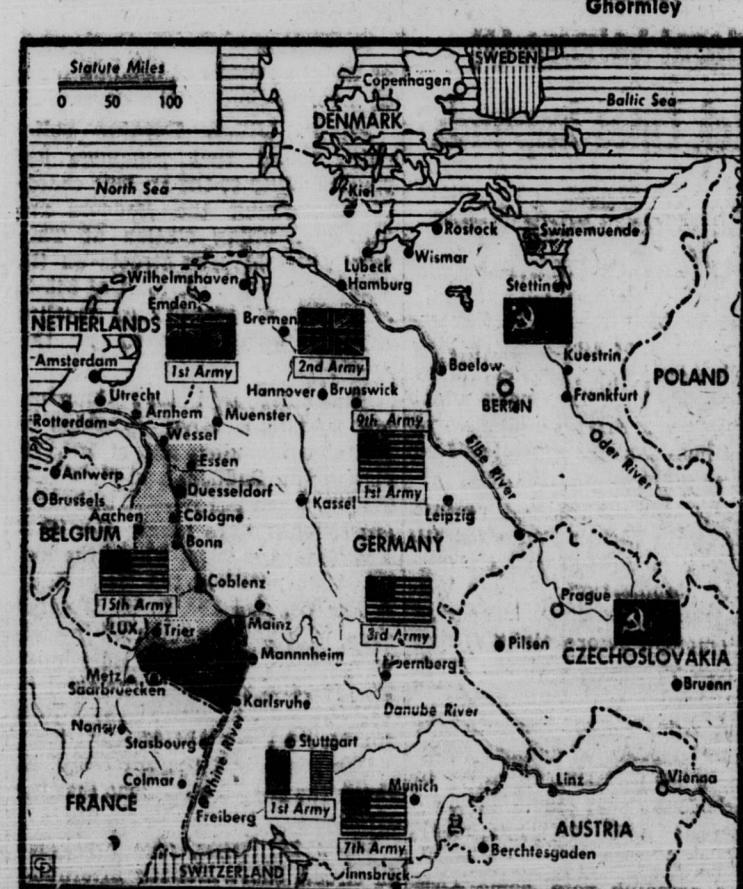 Ghormley
Statute Miles
0 50 100
SWEDEN
Copenhagen
Baltic Sea
DENMARK
North Sea
Kiel
Rostock
Swinemuende
Lubeck
Wismar
Wilhelmshaven
Hamburg
Stettin
Emden
NETHERLANDS
Bremen
1st Army
2nd Army
Amsterdam
Baelow
Kuestrin
POLAND
Utrecht
Hannover
Brunswick
BERLIN
Frankfurt
Rotterdam
Arnhem
Muenster
9th Army
Wessel
Elbe River
Oder River
Essen
Antwerp
Duesseldorf
1st Army
Brussels
Kassel
Leipzig
Aachen
Cologne
BELGIUM
Bonn
GERMANY
Coblenz
Prague
15th Army
Mainz
3rd Army
LUX.
Trier
Pilsen
CZECHOSLOVAKIA
Mannnheim
Metz
Saarbruecken
Bruenn
Karlsruhe
Danube River
Nancy
Stasbourg
Stuttgart
Rhine River
Colmar
Munich
Linz
Vienna
FRANCE
1st Army
Freiberg
AUSTRIA
7th Army
Berchtesgaden
SWITZERLAND
Innsbruck
CP